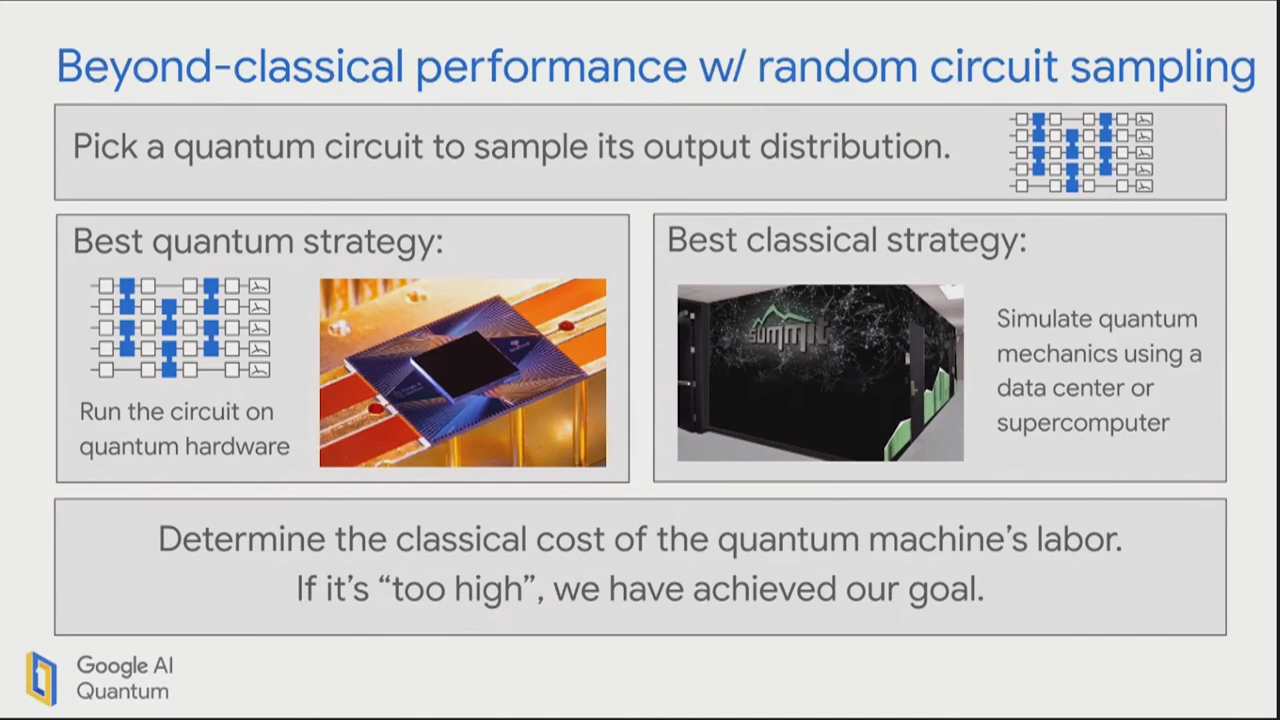 Beyond-classical performance w/ random circuit sampling
Pick a quantum circuit to sample its output distribution.
Best quantum strategy:
Run the circuit on
quantum hardware
Best classical strategy:
summit
Simulate quantum
mechanics using a
data center or
supercomputer
Determine the classical cost of the quantum machine’s labor.
If it’s “too high”, we have achieved our goal.
Google AI
Quantum